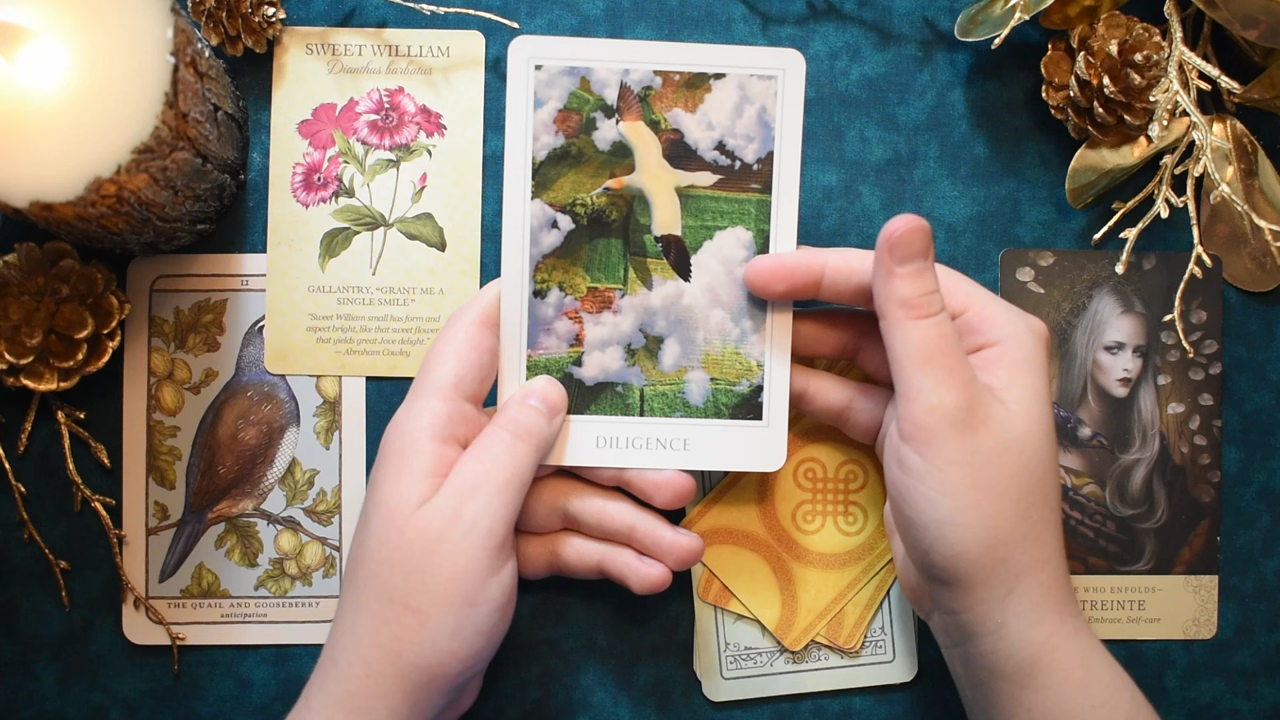 SWEET WILLIAM
Dianthus barbatus
GALLANTRY, “GRANT ME A
SINGLE SMILE”
“Sweet William small has form and
aspect bright, like that sweet flower
that yields great Jove delight.”
— Abraham Cowley
DILIGENCE
LI
THE QUAIL AND GOOSEBERRY
anticipation
WHO ENFOLDS–
TREINTE
Embrace, Self-care